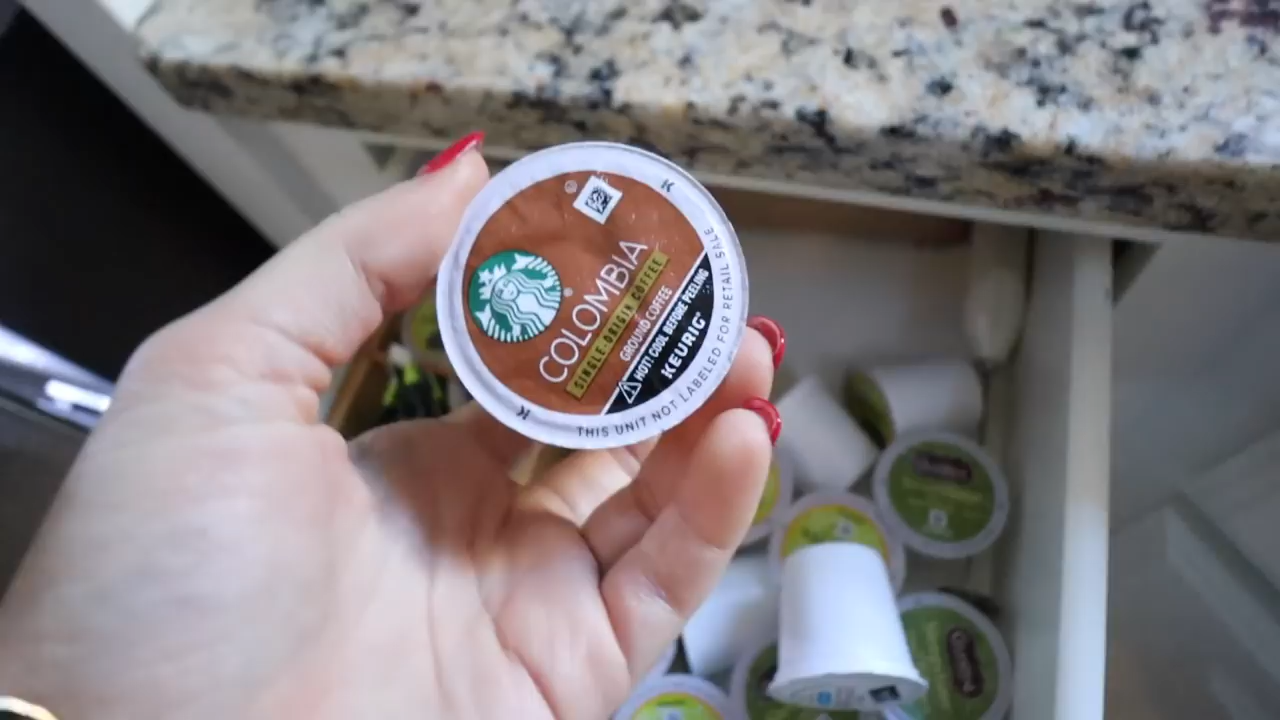 COLOMBIA
SINGLE-ORIGIN COFFEE
GROUND COFFEE
HOT! COOL BEFORE PEELING
KEURIG®
THIS UNIT NOT LABELED FOR RETAIL SALE
K
K